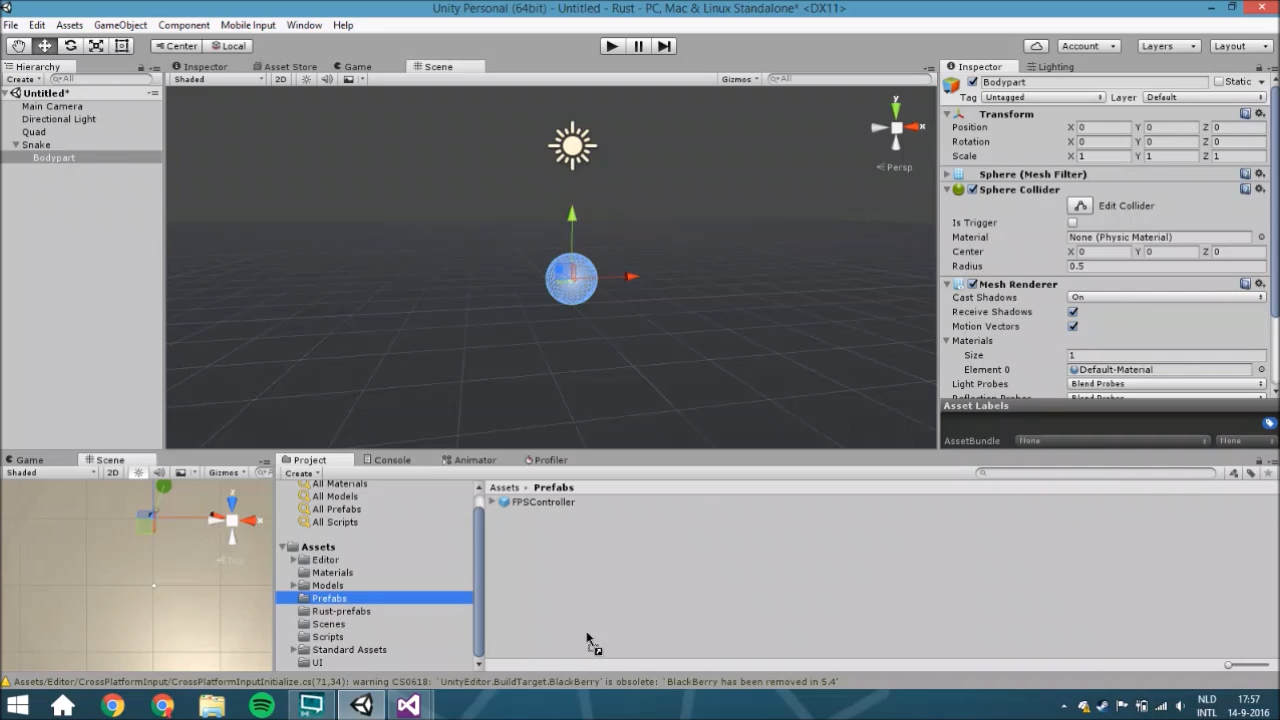 Unity Personal (64bit) - Untitled - Rust - PC, Mac & Linux Standalone* <DX11>
File Edit Assets GameObject Component Mobile Input Window Help
Center Local Account Layers Layout
Hierarchy Inspector Asset Store Game Scene Inspector Lighting
Create All Shaded 2D Gizmos All Bodypart Static
Untitled* Tag Untagged Layer Default
Main Camera
Directional Light
Quad
Snake
Bodypart
y
x
Persp
Transform
Position X 0 Y 0 Z 0
Rotation X 0 Y 0 Z 0
Scale X 1 Y 1 Z 1
Sphere (Mesh Filter)
Sphere Collider
Edit Collider
Is Trigger
Material None (Physic Material)
Center X 0 Y 0 Z 0
Radius 0.5
Mesh Renderer
Cast Shadows On
Receive Shadows
Motion Vectors
Materials
Size 1
Element 0 Default-Material
Light Probes Blend Probes
Asset Labels
AssetBundle None None
Game Scene Project Console Animator Profiler
Shaded 2D Gizmos Create
z
x
All Materials
All Models
All Prefabs
All Scripts
Assets
Editor
Materials
Models
Prefabs
Rust-prefabs
Scenes
Scripts
Standard Assets
UI
Assets Prefabs
FPSController
Assets/Editor/CrossPlatformInput/CrossPlatformInputInitialize.cs(71,34): warning CS0618: `UnityEditor.BuildTarget.BlackBerry' is obsolete: `BlackBerry has been removed in 5.4'
NLD 17:57
INTL 14-9-2016